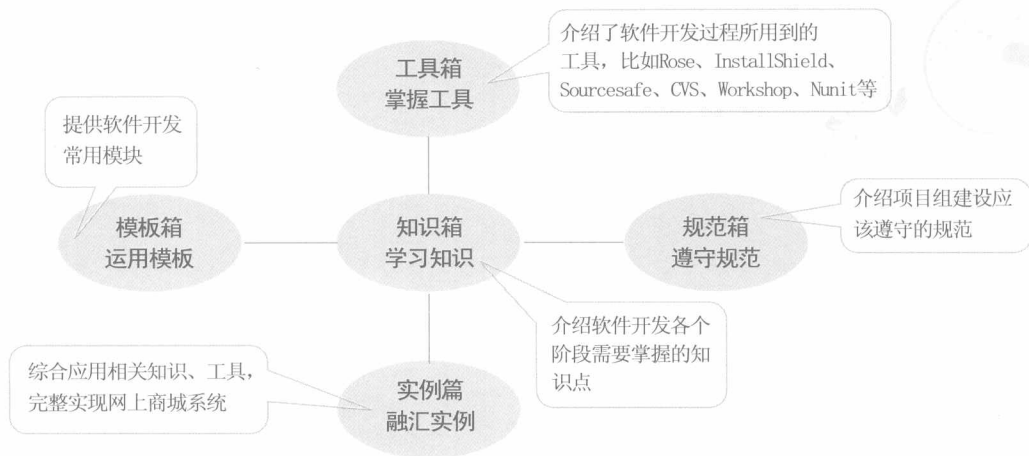 介绍了软件开发过程所用到的
工具，比如Rose、InstallShield、
Sourcesafe、CVS、Workshop、Nunit等
工具箱
掌握工具
提供软件开发
常用模块
模板箱
运用模板
知识箱
学习知识
规范箱
遵守规范
介绍项目组建设应
该遵守的规范
介绍软件开发各个
阶段需要掌握的知
识点
综合应用相关知识、工具，
完整实现网上商城系统
实例篇
融汇实例